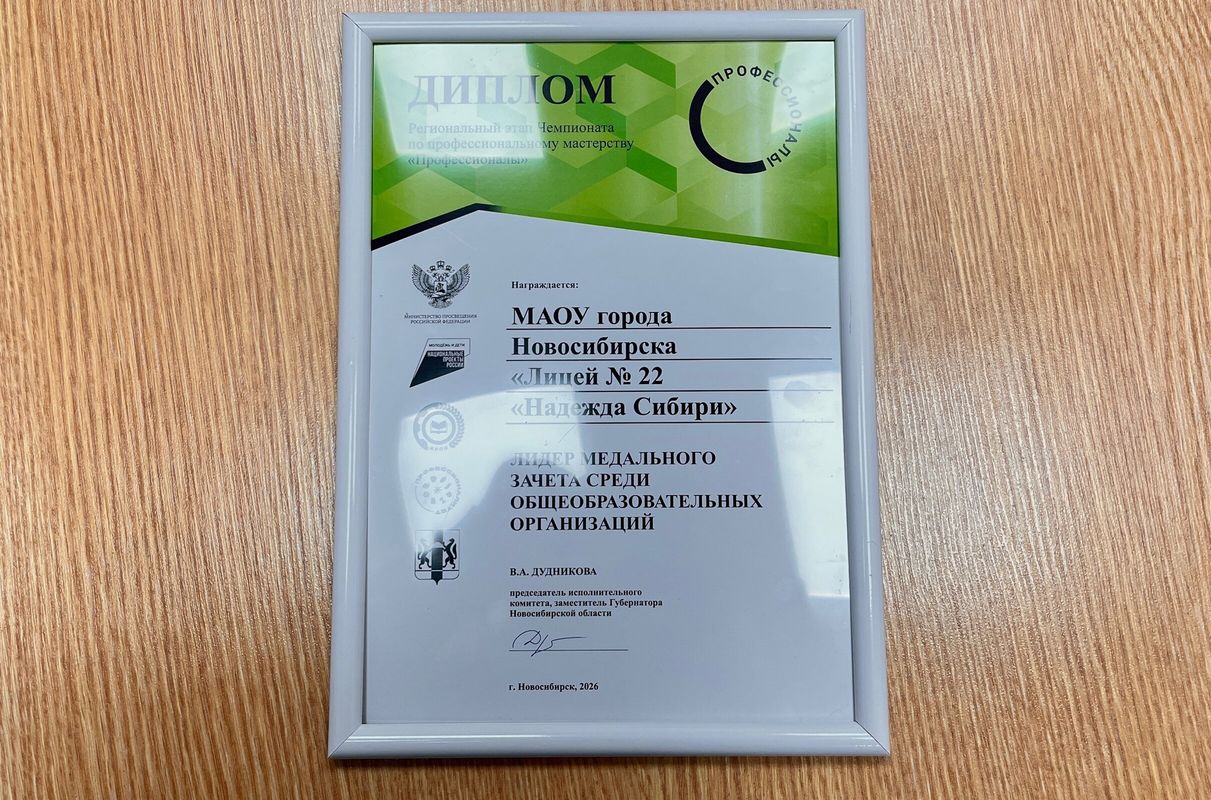 ДИПЛОМ
Региональный этап Чемпионата
по профессиональному мастерству
«Профессионалы»
ПРОФЕССИОНАЛЫ
МИНИСТЕРСТВО ПРОСВЕЩЕНИЯ
РОССИЙСКОЙ ФЕДЕРАЦИИ
МОЛОДЁЖЬ И ДЕТИ
НАЦИОНАЛЬНЫЕ
ПРОЕКТЫ
РОССИИ
Награждается:
МАОУ города
Новосибирска
«Лицей № 22
«Надежда Сибири»
ЛИДЕР МЕДАЛЬНОГО
ЗАЧЕТА СРЕДИ
ОБЩЕОБРАЗОВАТЕЛЬНЫХ
ОРГАНИЗАЦИЙ
В.А. ДУДНИКОВА
председатель исполнительного
комитета, заместитель Губернатора
Новосибирской области
г. Новосибирск, 2026